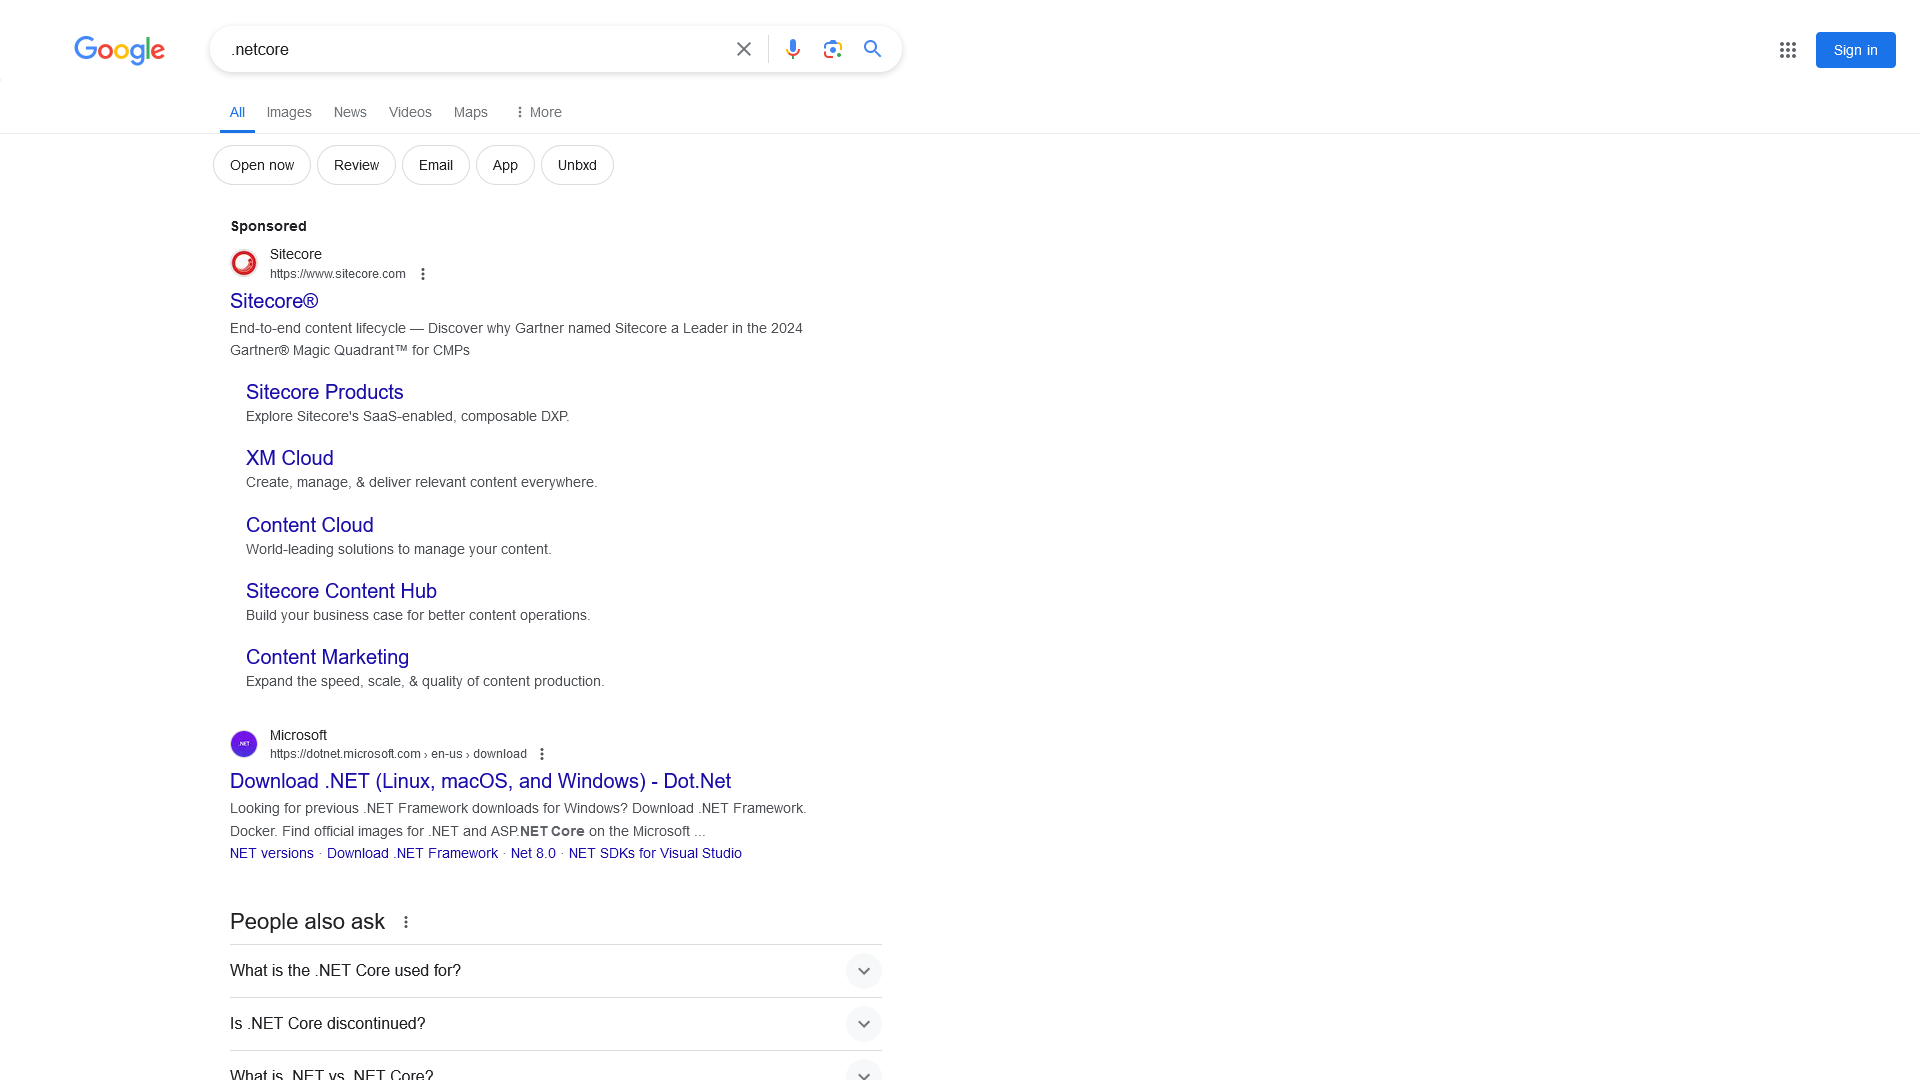 Google
.netcore
Sign in
All Images News Videos Maps More
Open now Review Email App Unbxd
Sponsored
Sitecore
https://www.sitecore.com
Sitecore®
End-to-end content lifecycle — Discover why Gartner named Sitecore a Leader in the 2024
Gartner® Magic Quadrant™ for CMPs
Sitecore Products
Explore Sitecore's SaaS-enabled, composable DXP.
XM Cloud
Create, manage, & deliver relevant content everywhere.
Content Cloud
World-leading solutions to manage your content.
Sitecore Content Hub
Build your business case for better content operations.
Content Marketing
Expand the speed, scale, & quality of content production.
.NET
Microsoft
https://dotnet.microsoft.com › en-us › download
Download .NET (Linux, macOS, and Windows) - Dot.Net
Looking for previous .NET Framework downloads for Windows? Download .NET Framework.
Docker. Find official images for .NET and ASP.NET Core on the Microsoft ...
NET versions · Download .NET Framework · Net 8.0 · NET SDKs for Visual Studio
People also ask
What is the .NET Core used for?
Is .NET Core discontinued?
What is .NET vs .NET Core?